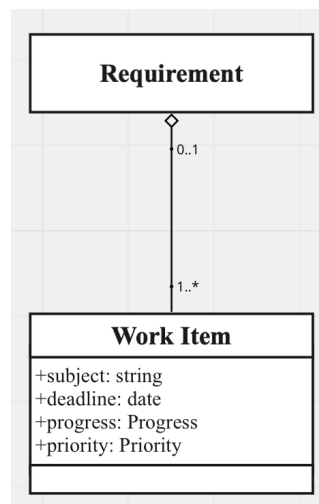 Requirement
0..1
1..*
Work Item
+subject: string
+deadline: date
+progress: Progress
+priority: Priority